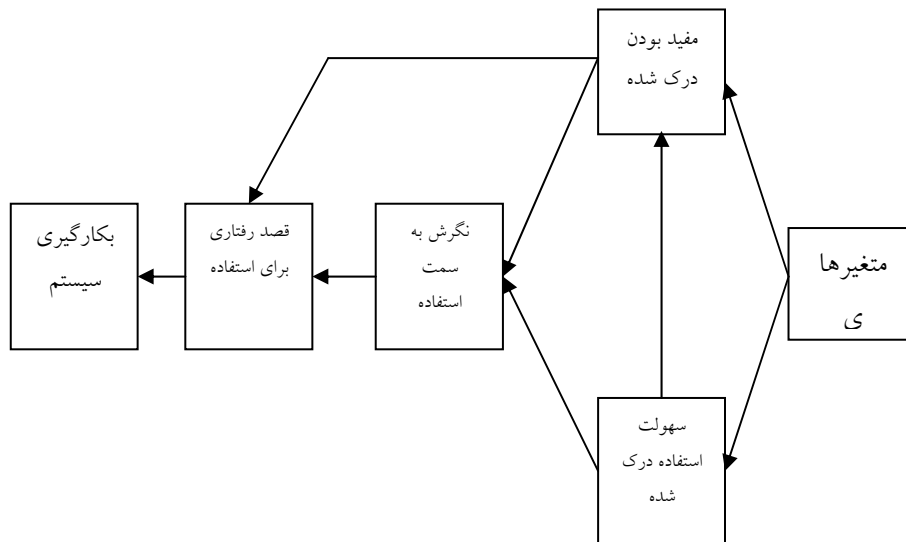 مفید بودن
درک شده
متغیرها
ی
سهولت
استفاده درک
شده
نگرش به
سمت
استفاده
قصد رفتاری
برای استفاده
بکارگیری
سیستم